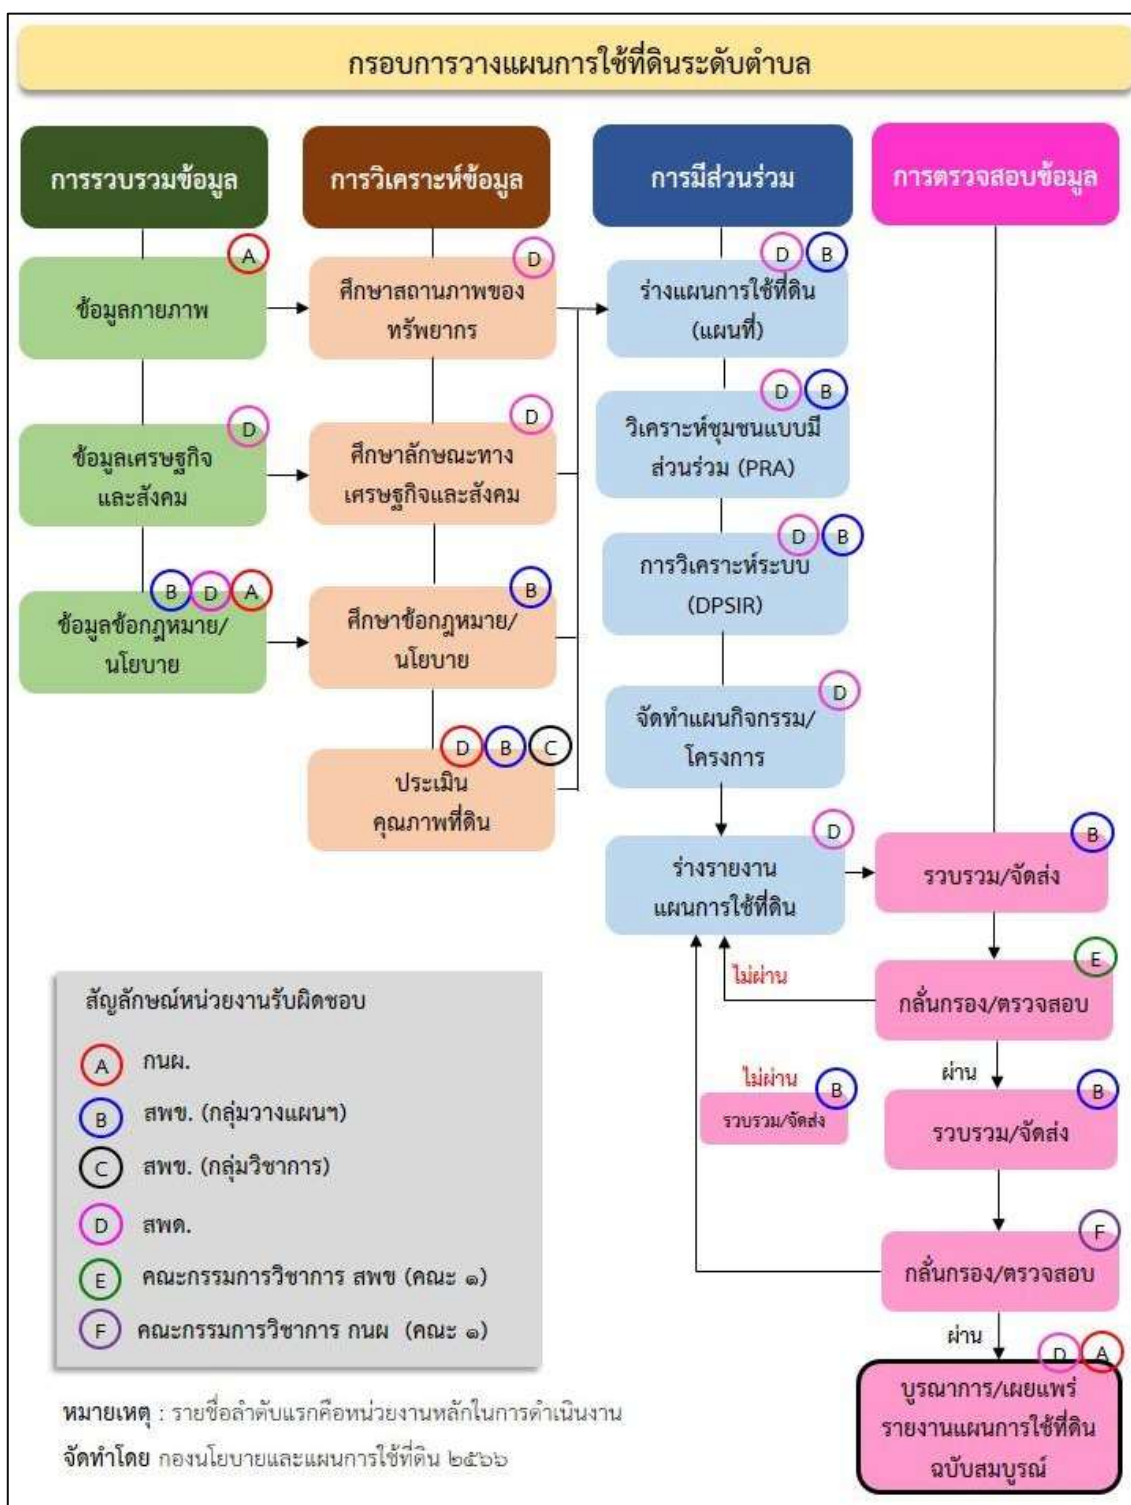 กรอบการวางแผนการใช้ที่ดินระดับตำบล
การรวบรวมข้อมูล
A
ข้อมูลกายภาพ
D
ข้อมูลเศรษฐกิจ
และสังคม
B D A
ข้อมูลข้อกฎหมาย/
นโยบาย
การวิเคราะห์ข้อมูล
D
ศึกษาสถานภาพของ
ทรัพยากร
D
ศึกษาลักษณะทาง
เศรษฐกิจและสังคม
B
ศึกษาข้อกฎหมาย/
นโยบาย
D B C
ประเมิน
คุณภาพที่ดิน
การมีส่วนร่วม
D B
ร่างแผนการใช้ที่ดิน
(แผนที่)
D B
วิเคราะห์ชุมชนแบบมี
ส่วนร่วม (PRA)
D B
การวิเคราะห์ระบบ
(DPSIR)
D
จัดทำแผนกิจกรรม/
โครงการ
D
ร่างรายงาน
แผนการใช้ที่ดิน
การตรวจสอบข้อมูล
B
รวบรวม/จัดส่ง
E
ไม่ผ่าน
กลั่นกรอง/ตรวจสอบ
ผ่าน
ไม่ผ่าน
B
รวบรวม/จัดส่ง
B
รวบรวม/จัดส่ง
F
กลั่นกรอง/ตรวจสอบ
ผ่าน
D A
บูรณาการ/เผยแพร่
รายงานแผนการใช้ที่ดิน
ฉบับสมบูรณ์
สัญลักษณ์หน่วยงานรับผิดชอบ
A กนผ.
B สพข. (กลุ่มวางแผนฯ)
C สพข. (กลุ่มวิชาการ)
D สพด.
E คณะกรรมการวิชาการ สพข (คณะ ๑)
F คณะกรรมการวิชาการ กนผ (คณะ ๑)
หมายเหตุ : รายชื่อลำดับแรกคือหน่วยงานหลักในการดำเนินงาน
จัดทำโดย กองนโยบายและแผนการใช้ที่ดิน ๒๕๖๖